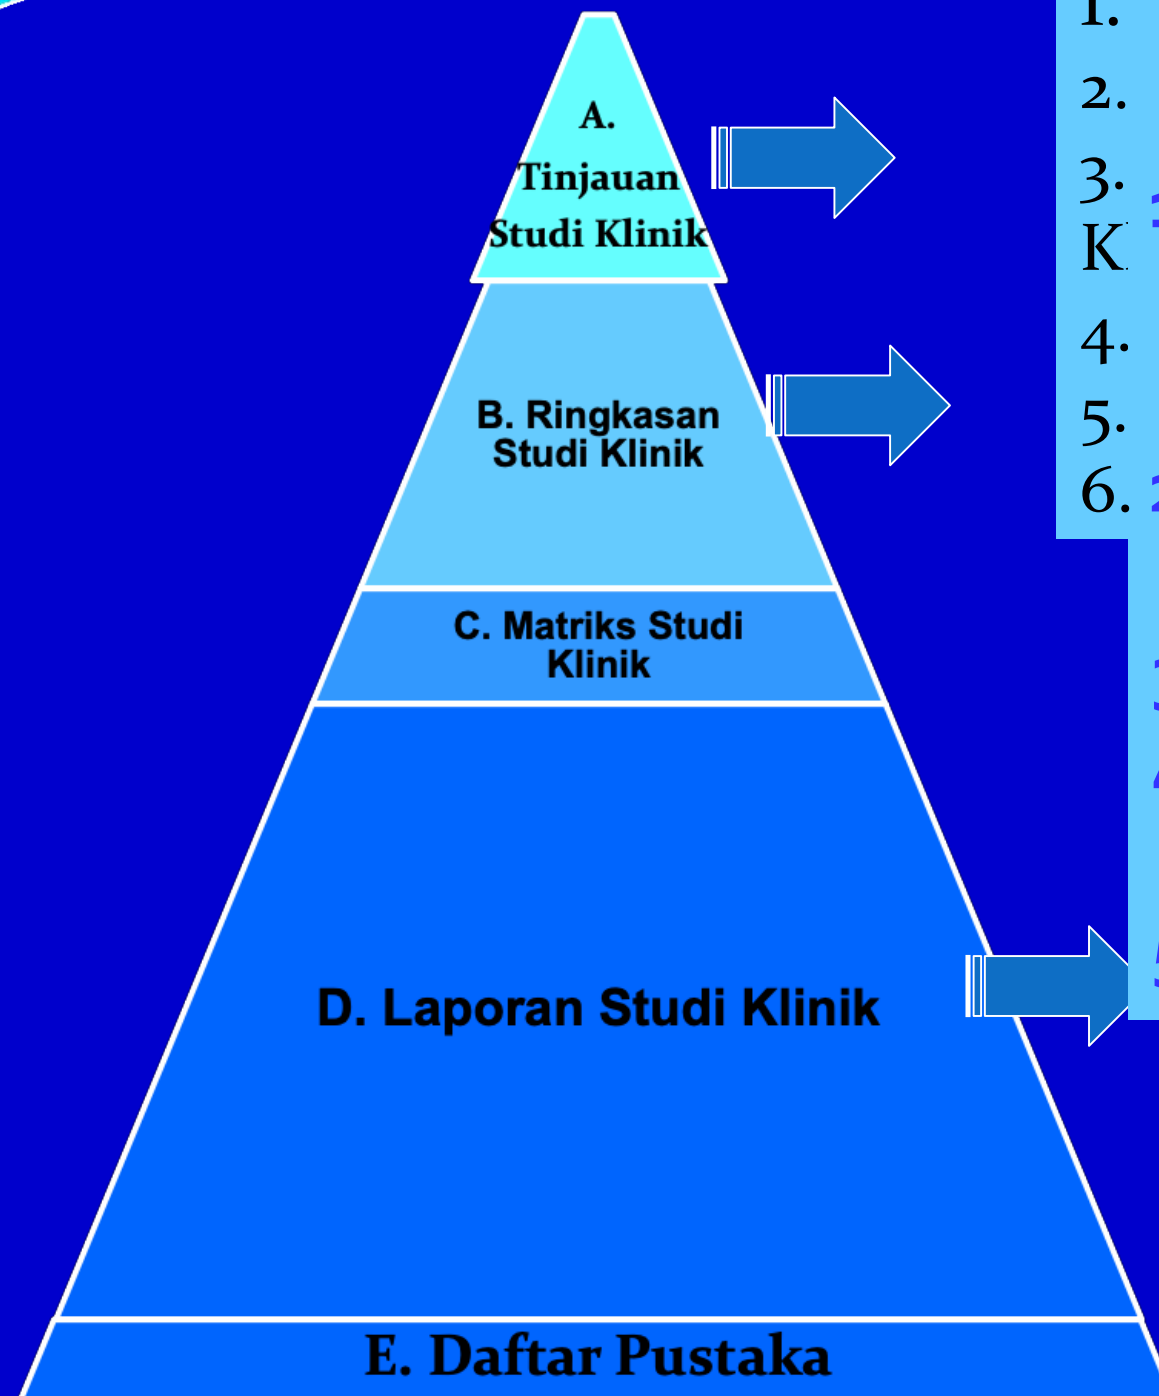 A.
Tinjauan
Studi Klinik
B. Ringkasan
Studi Klinik
C. Matriks Studi
Klinik
D. Laporan Studi Klinik
E. Daftar Pustaka
1.
2.
3.
4.
5.
6.